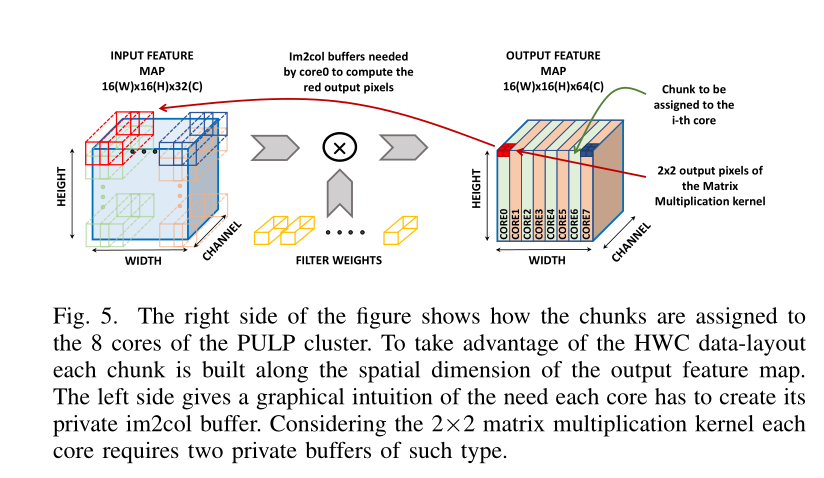 INPUT FEATURE
MAP
16(W)x16(H)x32(C)
Im2col buffers needed
by core0 to compute the
red output pixels
OUTPUT FEATURE
MAP
16(W)x16(H)x64(C)
Chunk to be
assigned to the
i-th core
2x2 output pixels of
the Matrix
Multiplication kernel
HEIGHT
WIDTH
CHANNEL
FILTER WEIGHTS
HEIGHT
CORE0
CORE1
CORE2
CORE3
CORE4
CORE5
CORE6
CORE7
WIDTH
CHANNEL
Fig. 5. The right side of the figure shows how the chunks are assigned to
the 8 cores of the PULP cluster. To take advantage of the HWC data-layout
each chunk is built along the spatial dimension of the output feature map.
The left side gives a graphical intuition of the need each core has to create its
private im2col buffer. Considering the 2×2 matrix multiplication kernel each
core requires two private buffers of such type.